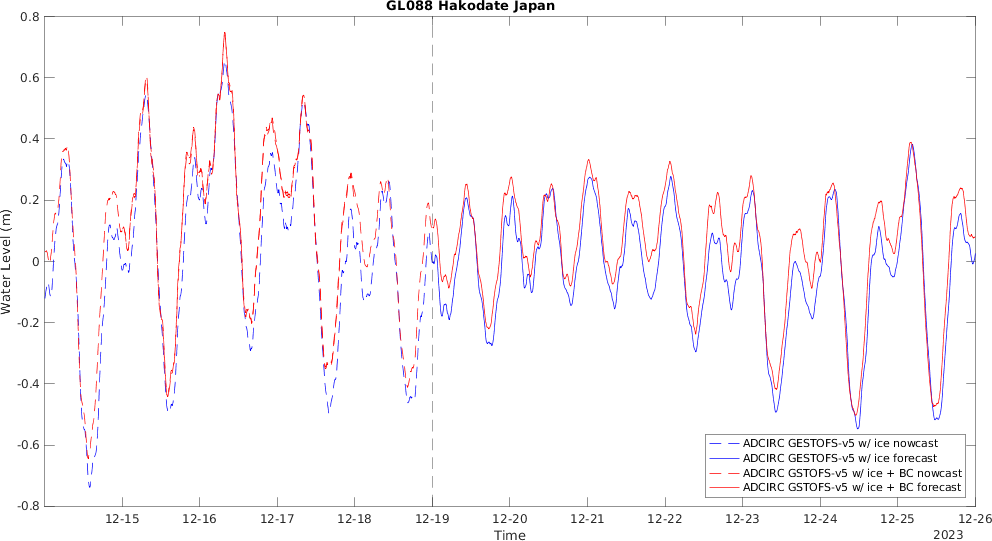 GL088 Hakodate Japan
0.8
0.6
0.4
0.2
0
-0.2
-0.4
-0.6
-0.8
Water Level (m)
12-15 12-16 12-17 12-18 12-19 12-20 12-21 12-22 12-23 12-24 12-25 12-26
Time
2023
ADCIRC GESTOFS-v5 w/ ice nowcast
ADCIRC GESTOFS-v5 w/ ice forecast
ADCIRC GSTOFS-v5 w/ ice + BC nowcast
ADCIRC GSTOFS-v5 w/ ice + BC forecast